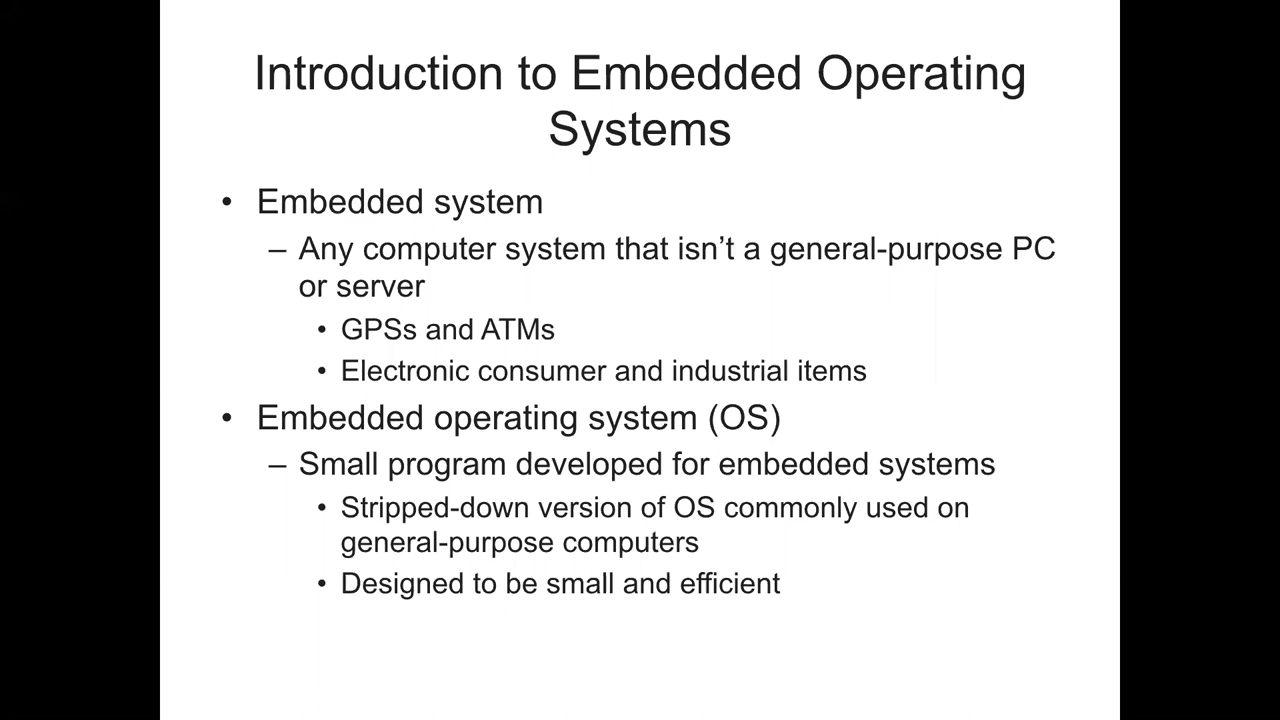 Introduction to Embedded Operating
Systems
• Embedded system
– Any computer system that isn’t a general-purpose PC
or server
• GPSs and ATMs
• Electronic consumer and industrial items
• Embedded operating system (OS)
– Small program developed for embedded systems
• Stripped-down version of OS commonly used on
general-purpose computers
• Designed to be small and efficient